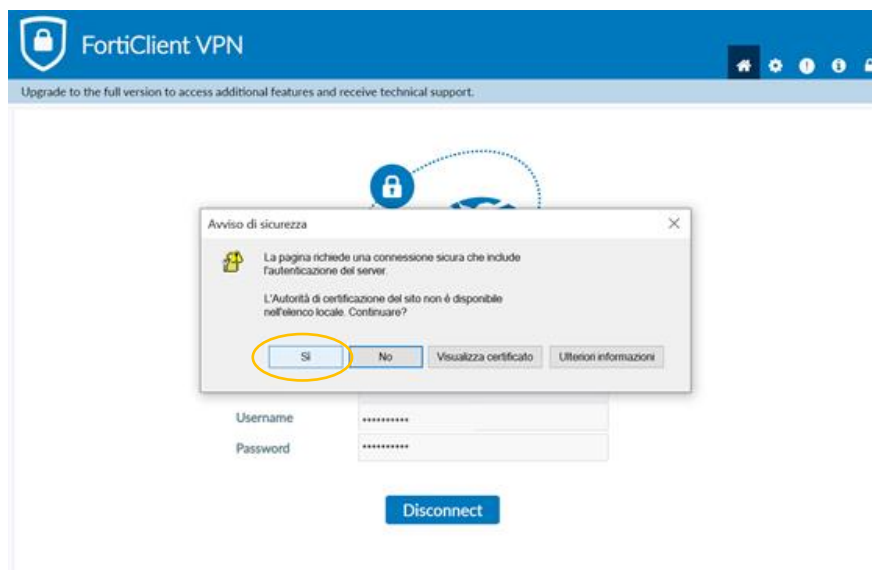 FortiClient VPN
Upgrade to the full version to access additional features and receive technical support.
Avviso di sicurezza
La pagina richiede una connessione sicura che include
l'autenticazione del server.
L'Autorità di certificazione del sito non è disponibile
nell'elenco locale. Continuare?
Sì No Visualizza certificato Ulteriori informazioni
Username ••••••••••
Password ••••••••••
Disconnect